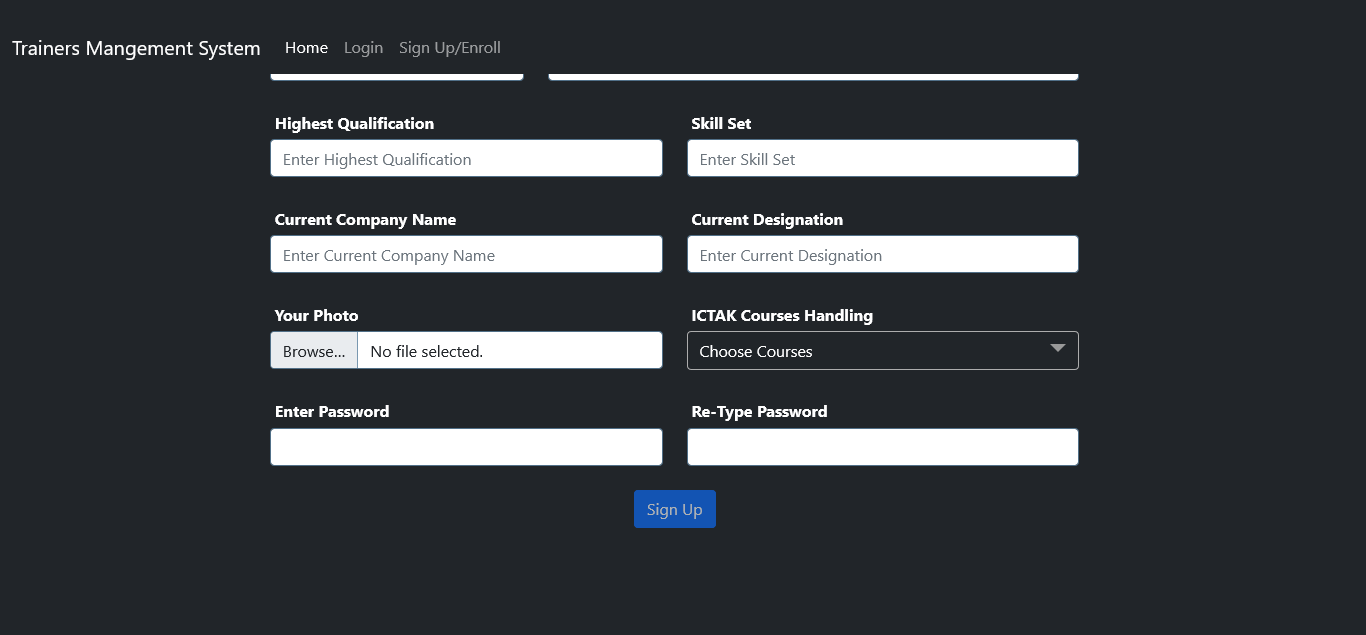 Trainers Mangement System Home Login Sign Up/Enroll
Highest Qualification Skill Set
Enter Highest Qualification Enter Skill Set
Current Company Name Current Designation
Enter Current Company Name Enter Current Designation
Your Photo ICTAK Courses Handling
Browse... No file selected. Choose Courses
Enter Password Re-Type Password
Sign Up